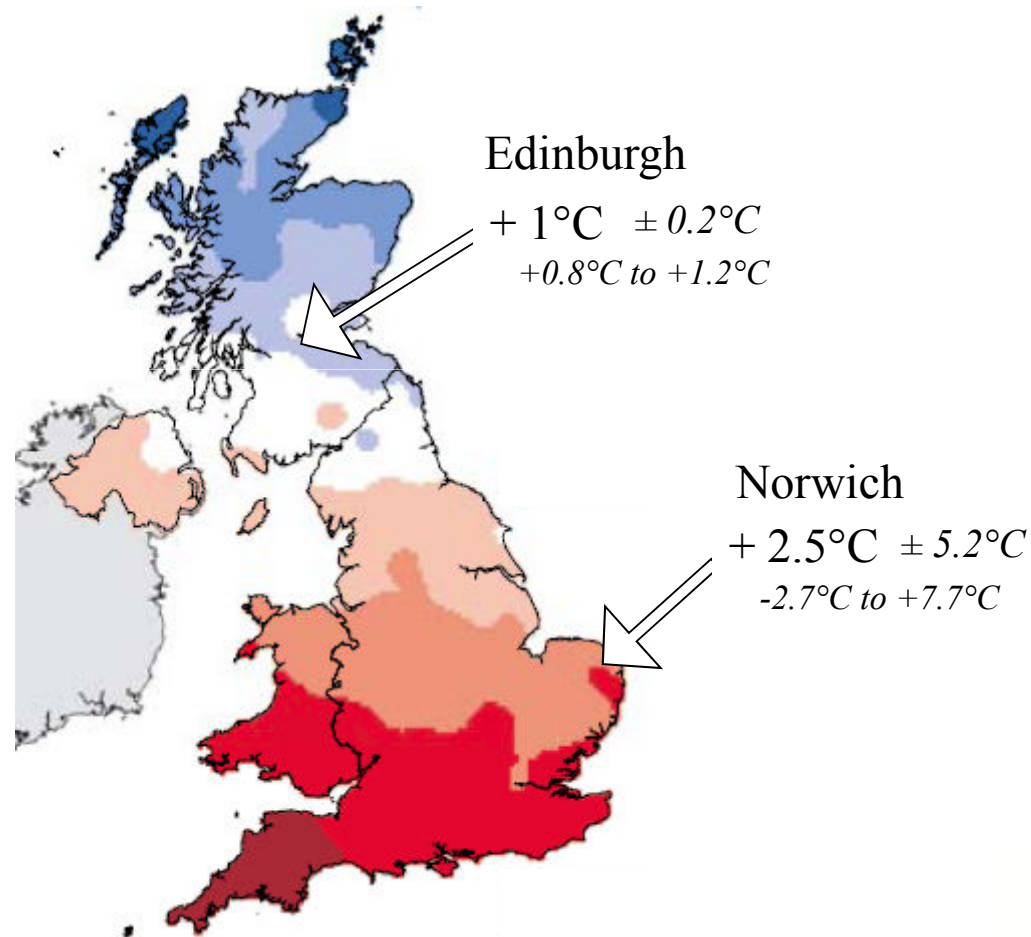 Edinburgh
+ 1°C ± 0.2°C
+0.8°C to +1.2°C
Norwich
+ 2.5°C ± 5.2°C
-2.7°C to +7.7°C